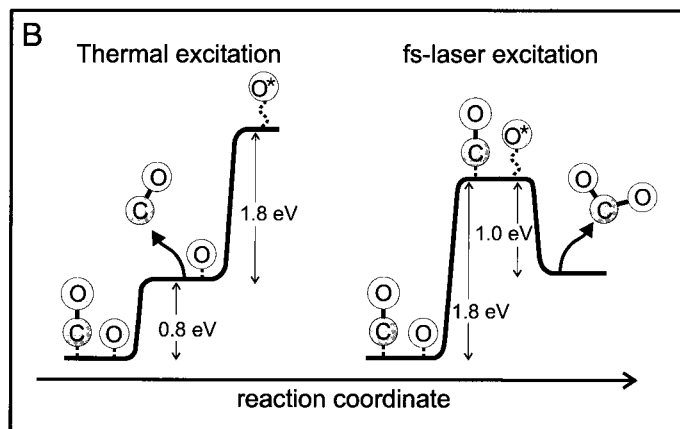 B
Thermal excitation
fs-laser excitation
O*
O
C
O
1.8 eV
O
C
O
0.8 eV
O
C
O*
1.0 eV
O
C
O
O
C
O
1.8 eV
reaction coordinate